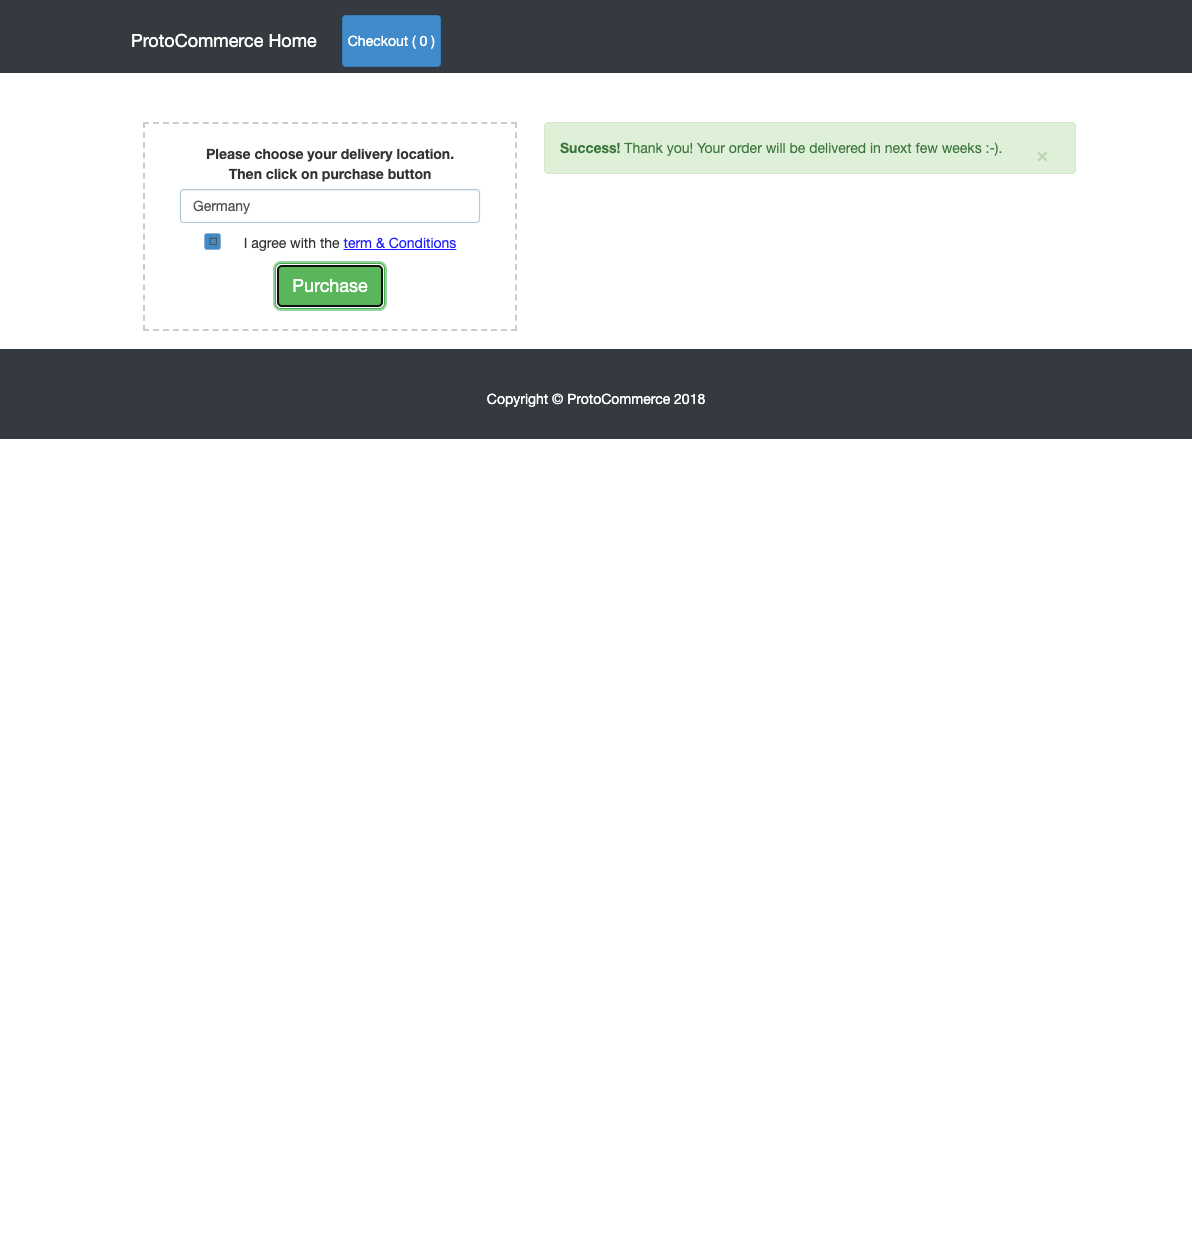 ProtoCommerce Home
Checkout ( 0 )
Please choose your delivery location.
Then click on purchase button
Germany
I agree with the term & Conditions
Purchase
Success! Thank you! Your order will be delivered in next few weeks :-).
×
Copyright © ProtoCommerce 2018